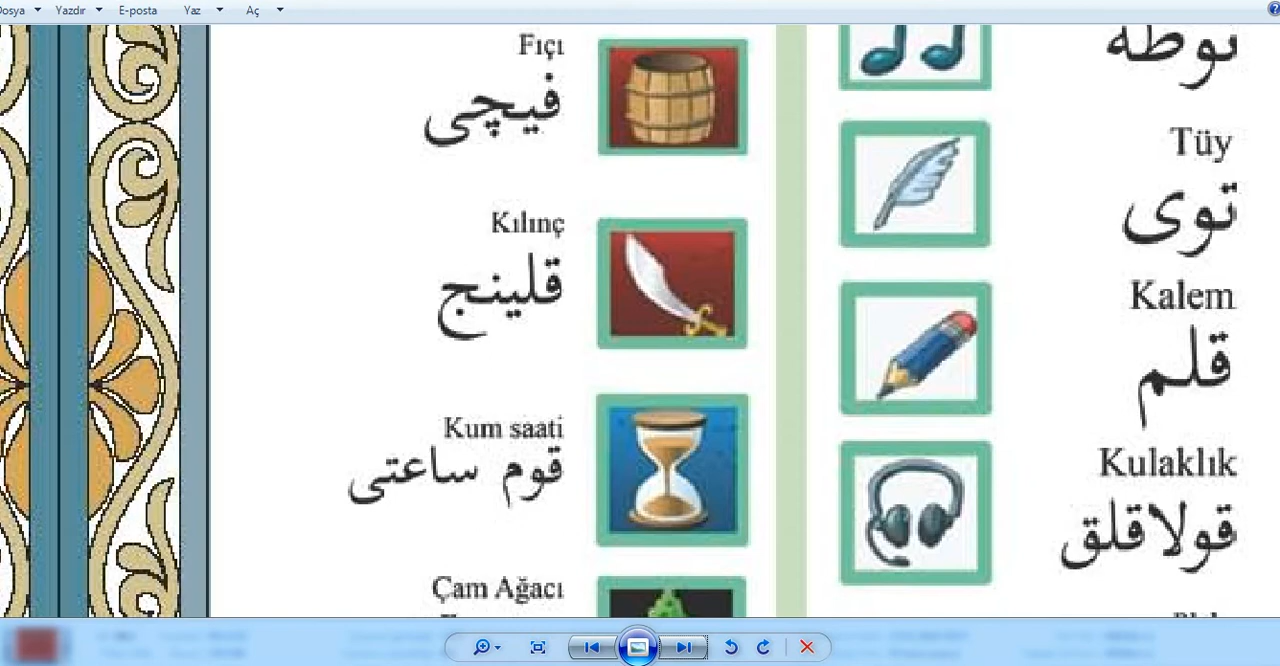 Dosya Yazdır E-posta Yaz Aç
Fıçı
فیچی
Kılınç
قلینج
Kum saati
قوم ساعتی
Çam Ağacı
نوطه
Tüy
توی
Kalem
قلم
Kulaklık
قولاقلق